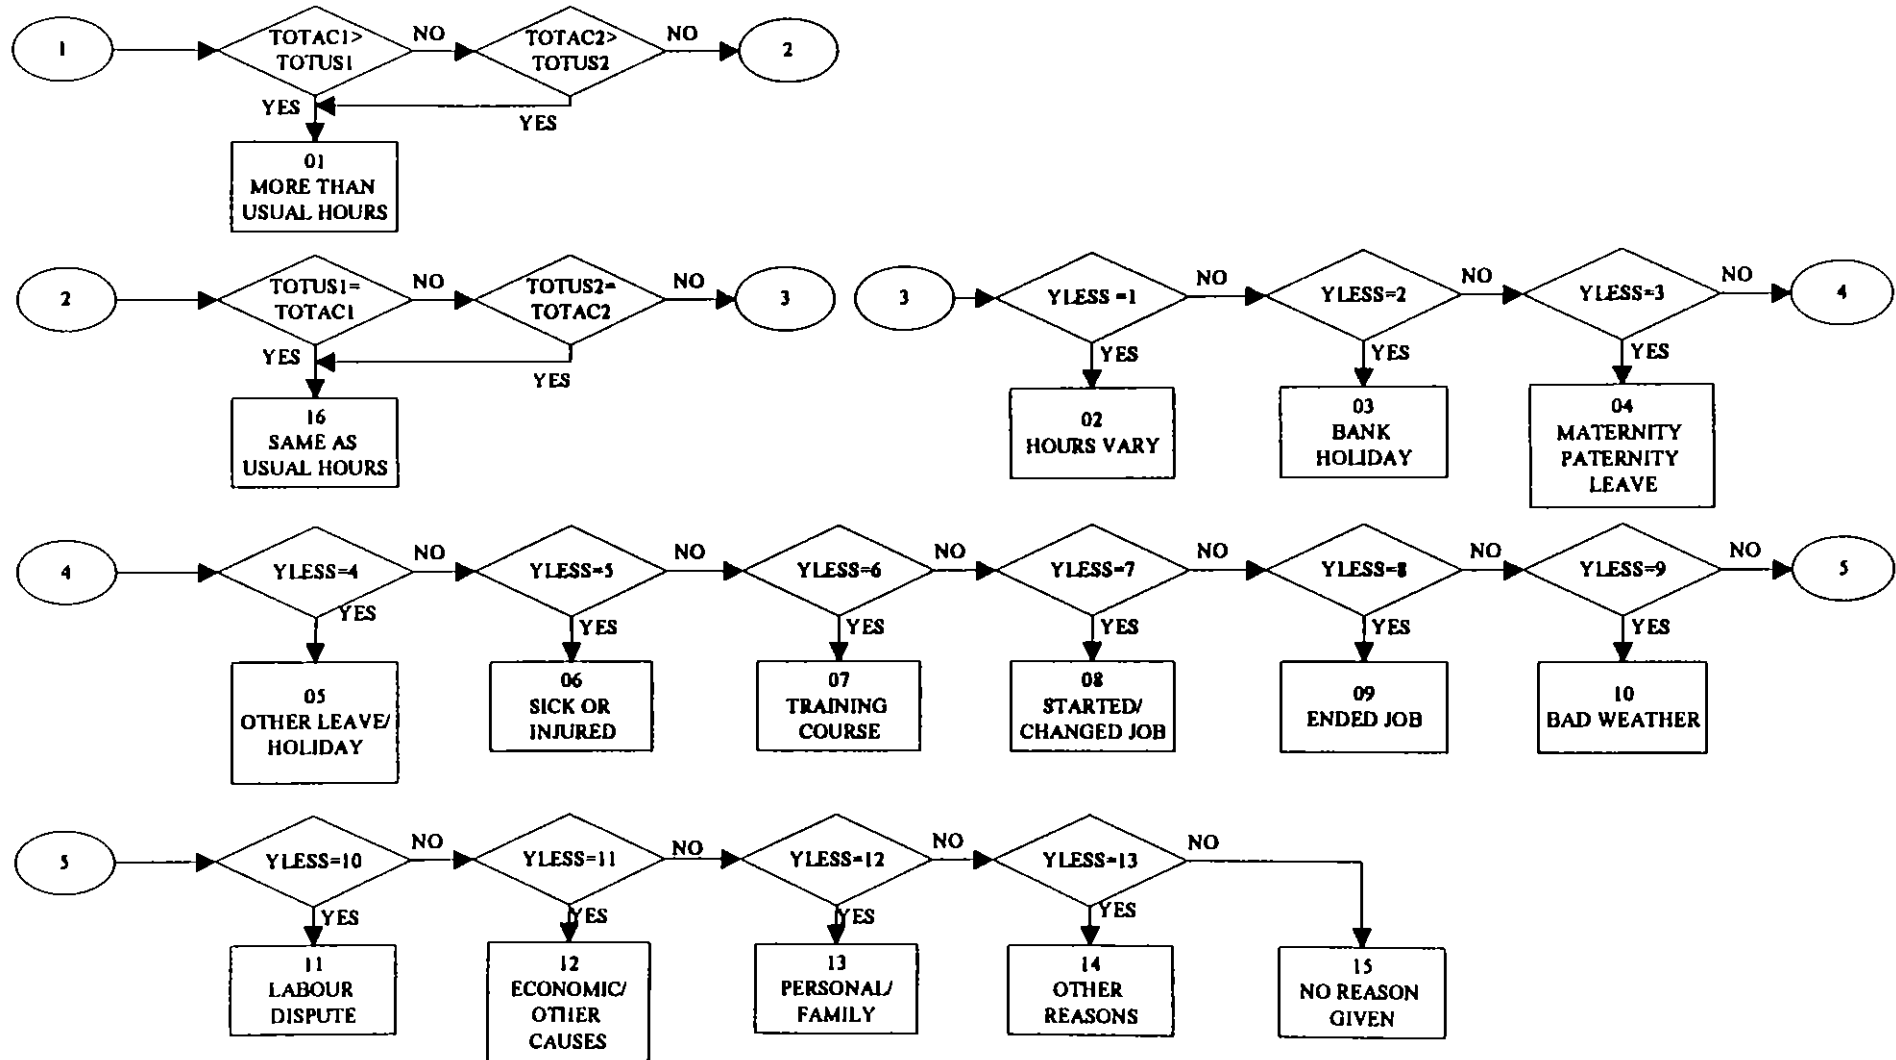 1
TOTAC1>
TOTUS1
NO
TOTAC2>
TOTUS2
NO
2
YES
YES
01
MORE THAN
USUAL HOURS
2
TOTUS1=
TOTAC1
NO
TOTUS2=
TOTAC2
NO
3
YES
YES
16
SAME AS
USUAL HOURS
3
YLESS =1
NO
YLESS=2
NO
YLESS=3
NO
4
YES
YES
YES
02
HOURS VARY
03
BANK
HOLIDAY
04
MATERNITY
PATERNITY
LEAVE
4
YLESS=4
NO
YLESS=5
NO
YLESS=6
NO
YLESS=7
NO
YLESS=8
NO
YLESS=9
NO
5
YES
YES
YES
YES
YES
YES
05
OTHER LEAVE/
HOLIDAY
06
SICK OR
INJURED
07
TRAINING
COURSE
08
STARTED/
CHANGED JOB
09
ENDED JOB
10
BAD WEATHER
5
YLESS=10
NO
YLESS=11
NO
YLESS=12
NO
YLESS=13
NO
YES
YES
YES
YES
11
LABOUR
DISPUTE
12
ECONOMIC/
OTHER
CAUSES
13
PERSONAL/
FAMILY
14
OTHER
REASONS
15
NO REASON
GIVEN